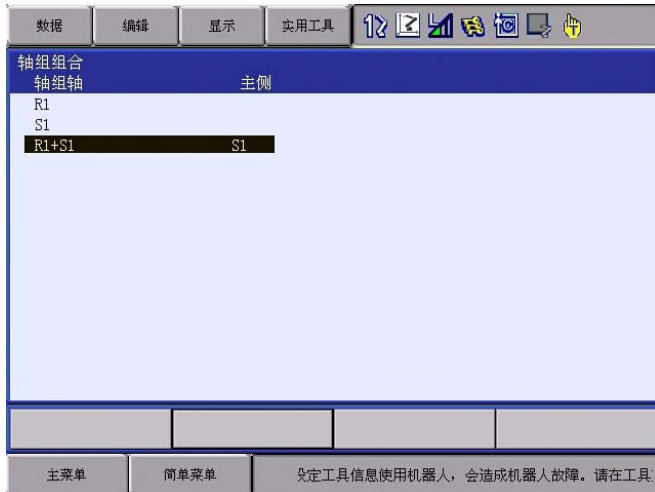 数据 编辑 显示 实用工具
轴组组合
轴组轴 主侧
R1
S1
R1+S1 S1
主菜单 简单菜单 设定工具信息使用机器人，会造成机器人故障。请在工具